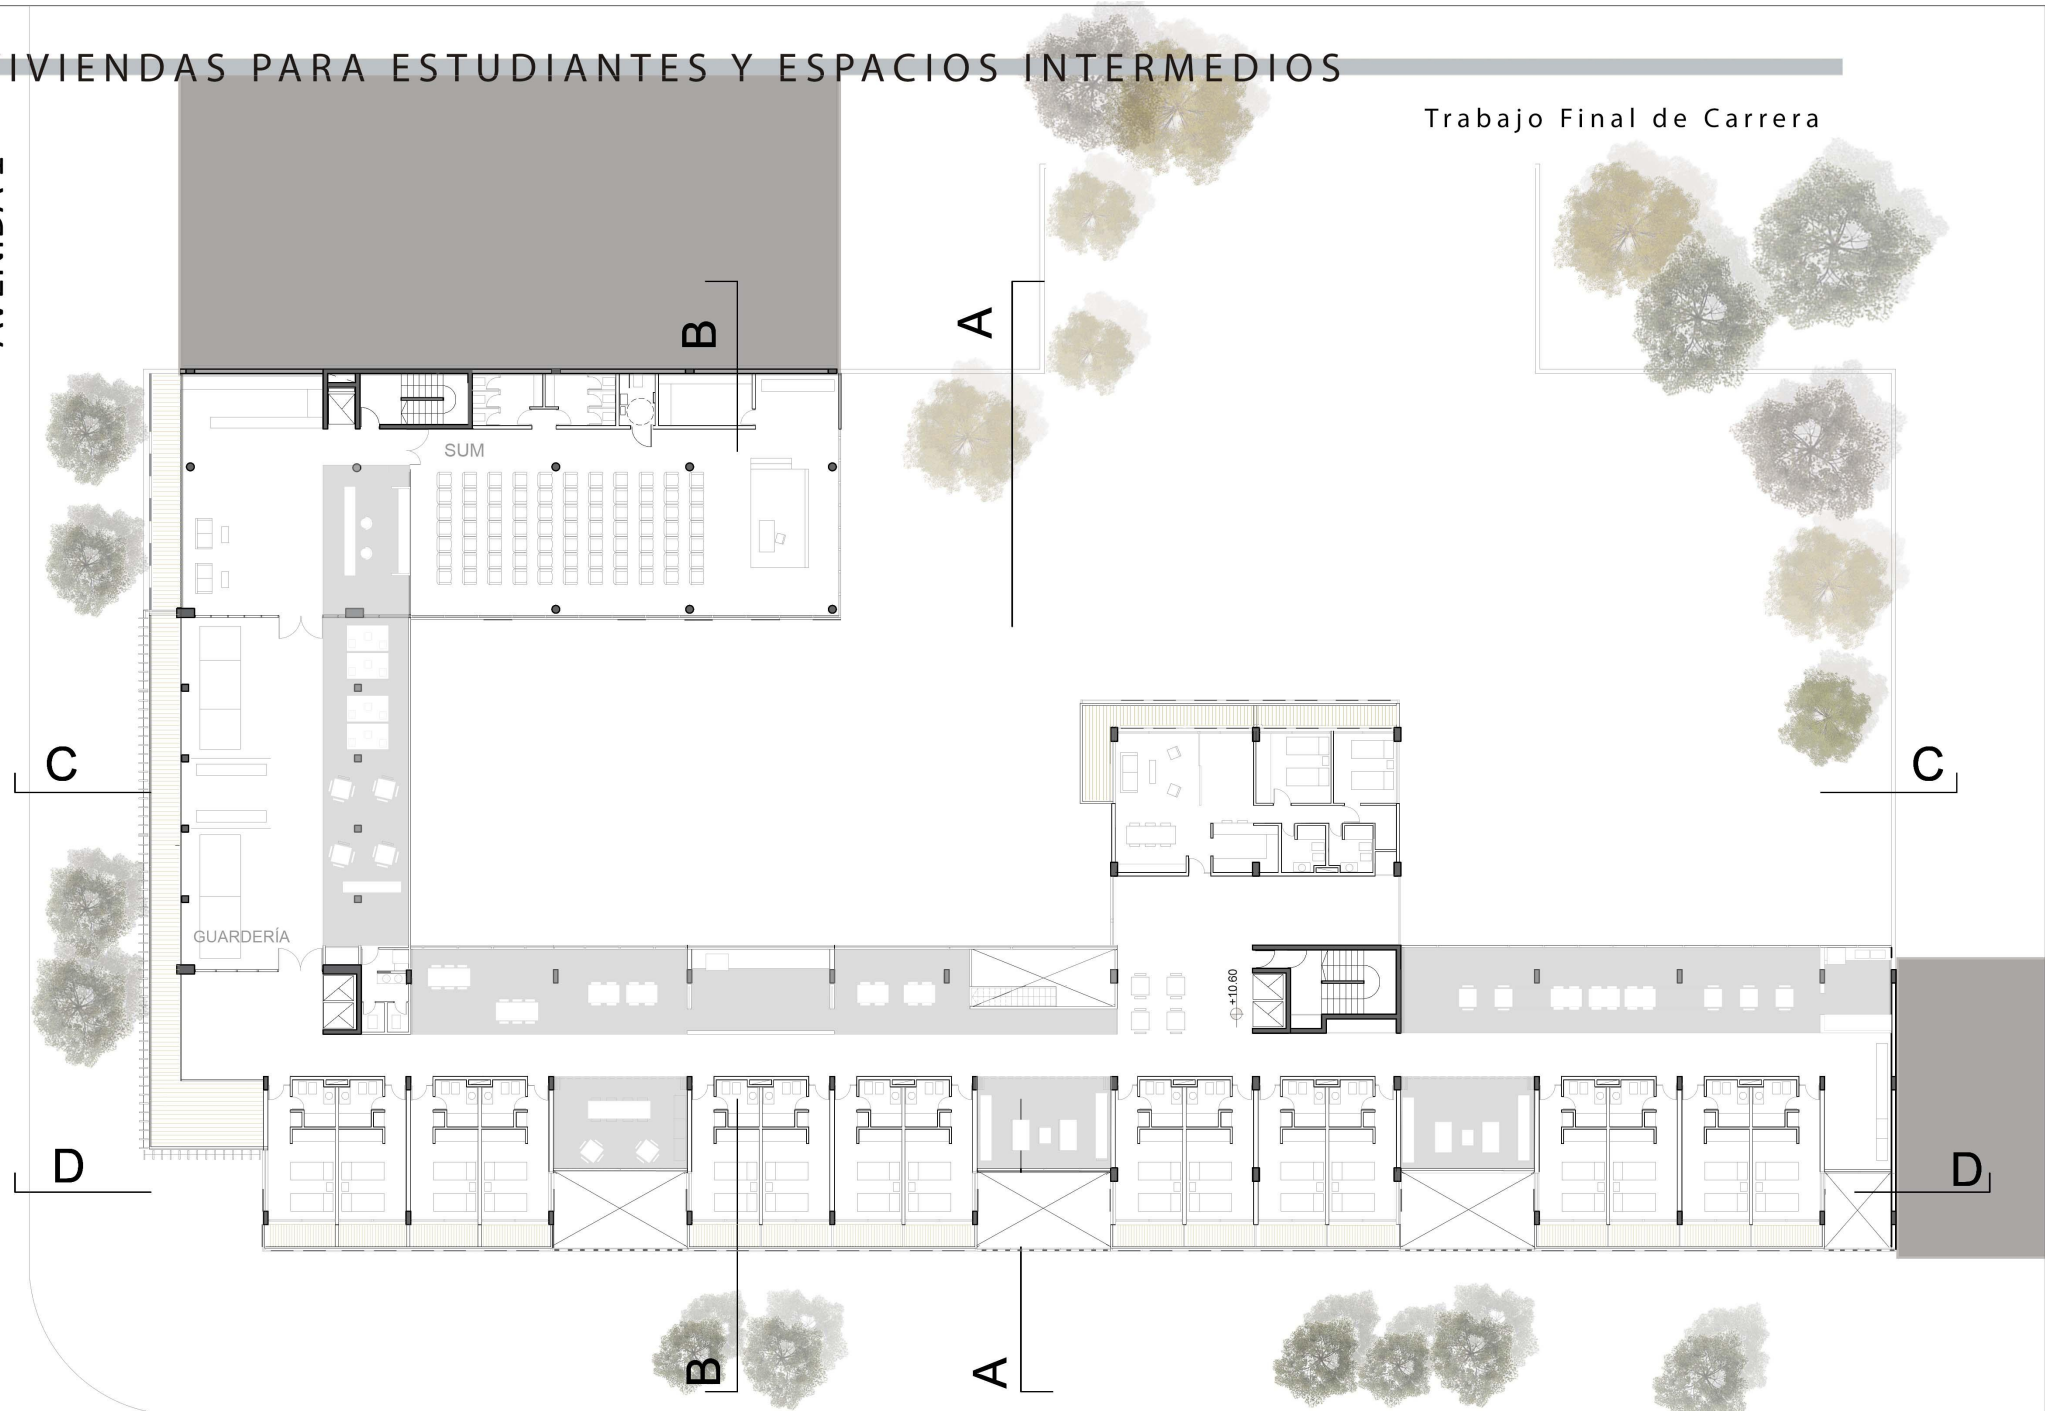 IVIENDAS PARA ESTUDIANTES Y ESPACIOS INTERMEDIOS
Trabajo Final de Carrera
B
A
SUM
C
C
GUARDERÍA
+10.60
D
D
B
A